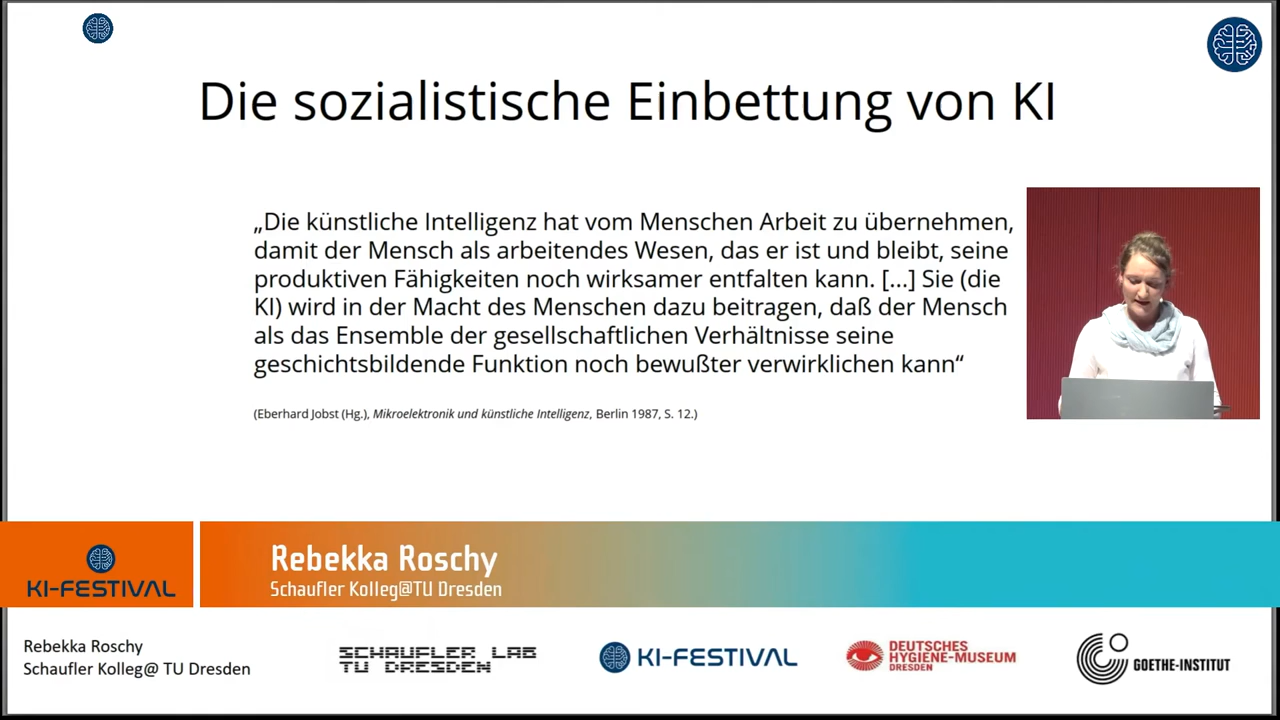 Die sozialistische Einbettung von KI
„Die künstliche Intelligenz hat vom Menschen Arbeit zu übernehmen,
damit der Mensch als arbeitendes Wesen, das er ist und bleibt, seine
produktiven Fähigkeiten noch wirksamer entfalten kann. [...] Sie (die
KI) wird in der Macht des Menschen dazu beitragen, daß der Mensch
als das Ensemble der gesellschaftlichen Verhältnisse seine
geschichtsbildende Funktion noch bewußter verwirklichen kann“
(Eberhard Jobst (Hg.), Mikroelektronik und künstliche Intelligenz, Berlin 1987, S. 12.)
KI-FESTIVAL
Rebekka Roschy
Schaufler Kolleg@TU Dresden
Rebekka Roschy
Schaufler Kolleg@ TU Dresden
SCHAUFLER LAB
TU DRESDEN
KI-FESTIVAL
DEUTSCHES
HYGIENE-MUSEUM
DRESDEN
GOETHE-INSTITUT